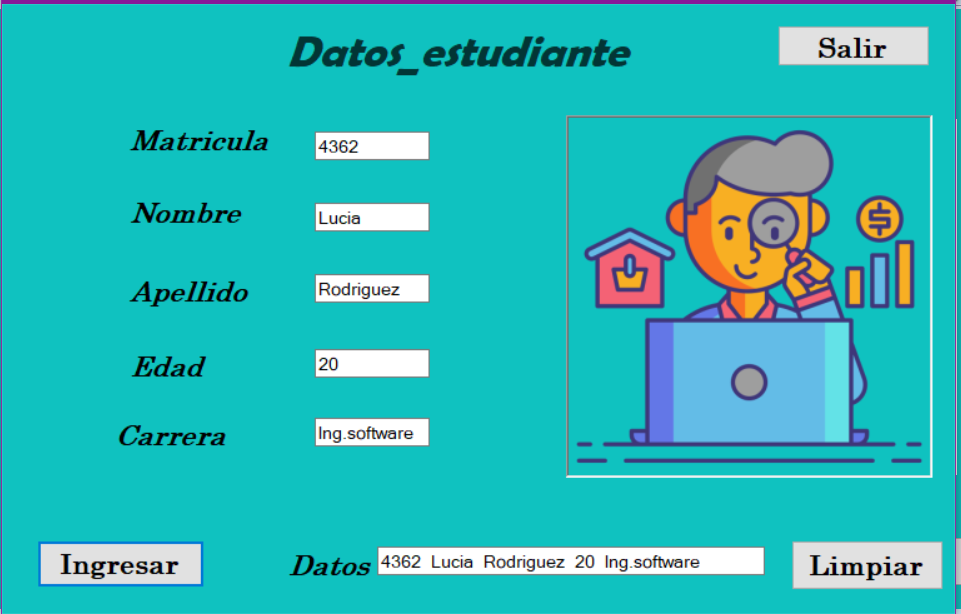 Datos_estudiante
Salir
Matricula 4362
Nombre Lucia
Apellido Rodriguez
Edad 20
Carrera Ing.software
$
Ingresar
Datos 4362 Lucia Rodriguez 20 Ing.software
Limpiar